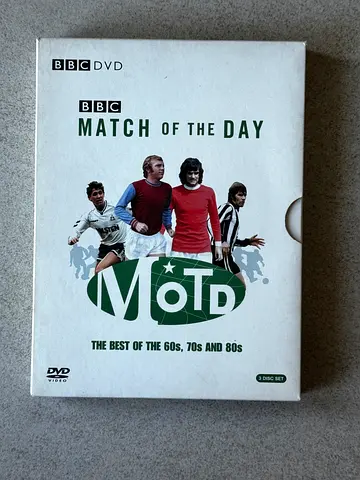 BBC DVD
BBC
MATCH OF THE DAY
MOTD
THE BEST OF THE 60s, 70s AND 80s
DVD
VIDEO
3 DISC SET